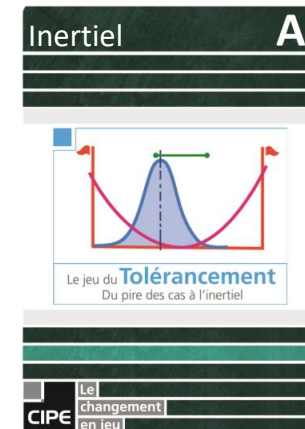 Inertiel A
Le jeu du Tolérancement
Du pire des cas à l'inertiel
CIPE
Le
changement
en jeu